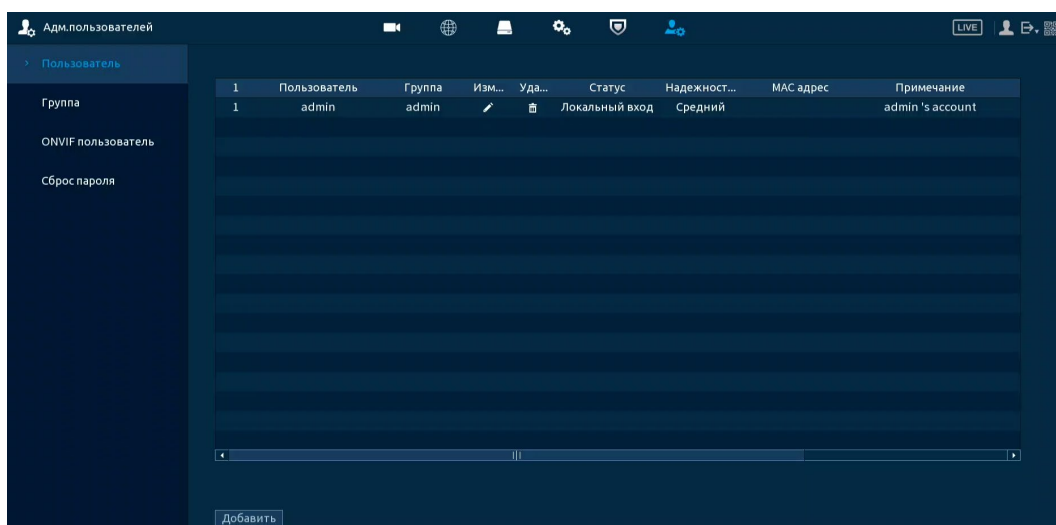 Адм.пользователей
LIVE
Пользователь
Группа
ONVIF пользователь
Сброс пароля
1 Пользователь Группа Изм... Уда... Статус Надежност... MAC адрес Примечание
1 admin admin Локальный вход Средний admin 's account
Добавить